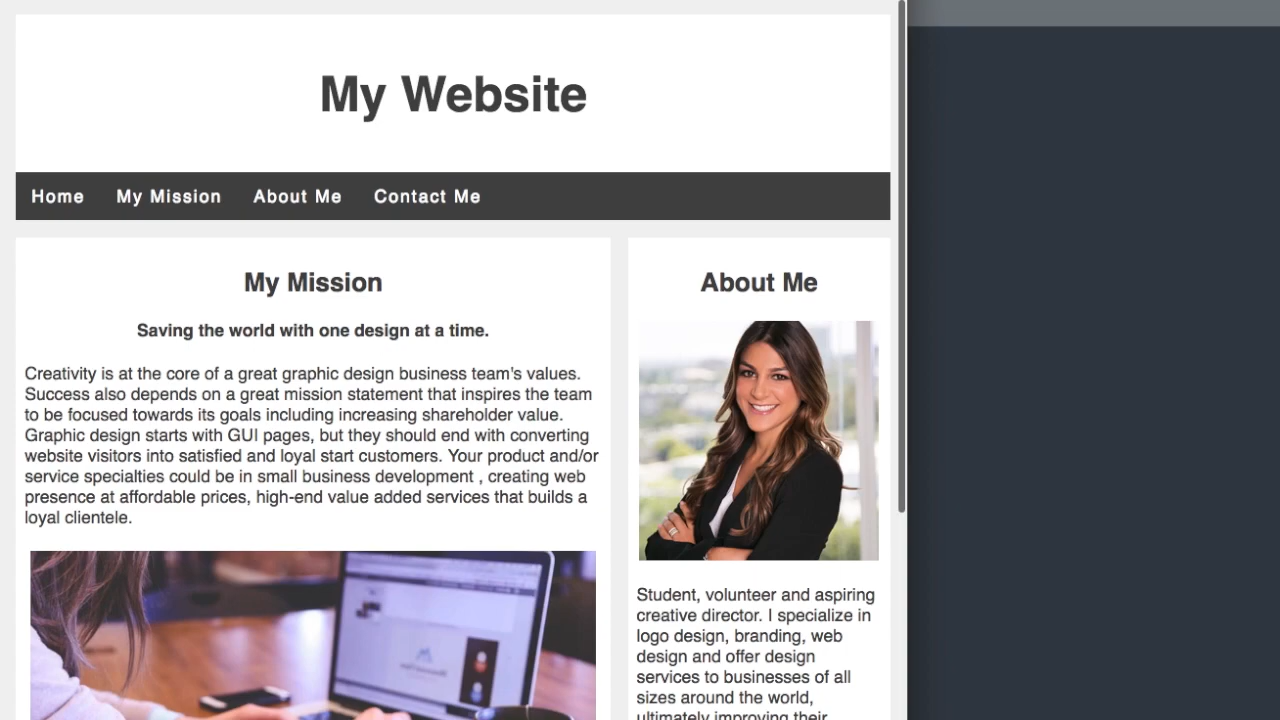 My Website
Home My Mission About Me Contact Me
My Mission
Saving the world with one design at a time.
Creativity is at the core of a great graphic design business team's values.
Success also depends on a great mission statement that inspires the team
to be focused towards its goals including increasing shareholder value.
Graphic design starts with GUI pages, but they should end with converting
website visitors into satisfied and loyal start customers. Your product and/or
service specialties could be in small business development , creating web
presence at affordable prices, high-end value added services that builds a
loyal clientele.
About Me
Student, volunteer and aspiring
creative director. I specialize in
logo design, branding, web
design and offer design
services to businesses of all
sizes around the world,
ultimately improving their